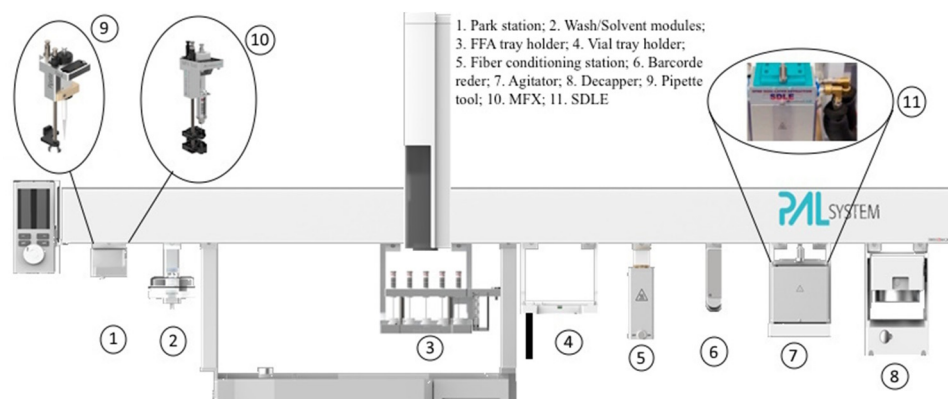 1. Park station; 2. Wash/Solvent modules;
3. FFA tray holder; 4. Vial tray holder;
5. Fiber conditioning station; 6. Barcorde
reder; 7. Agitator; 8. Decapper; 9. Pipette
tool; 10. MFX; 11. SDLE
9
10
SDLE
11
PAL SYSTEM
1
2
3
4
5
6
7
8